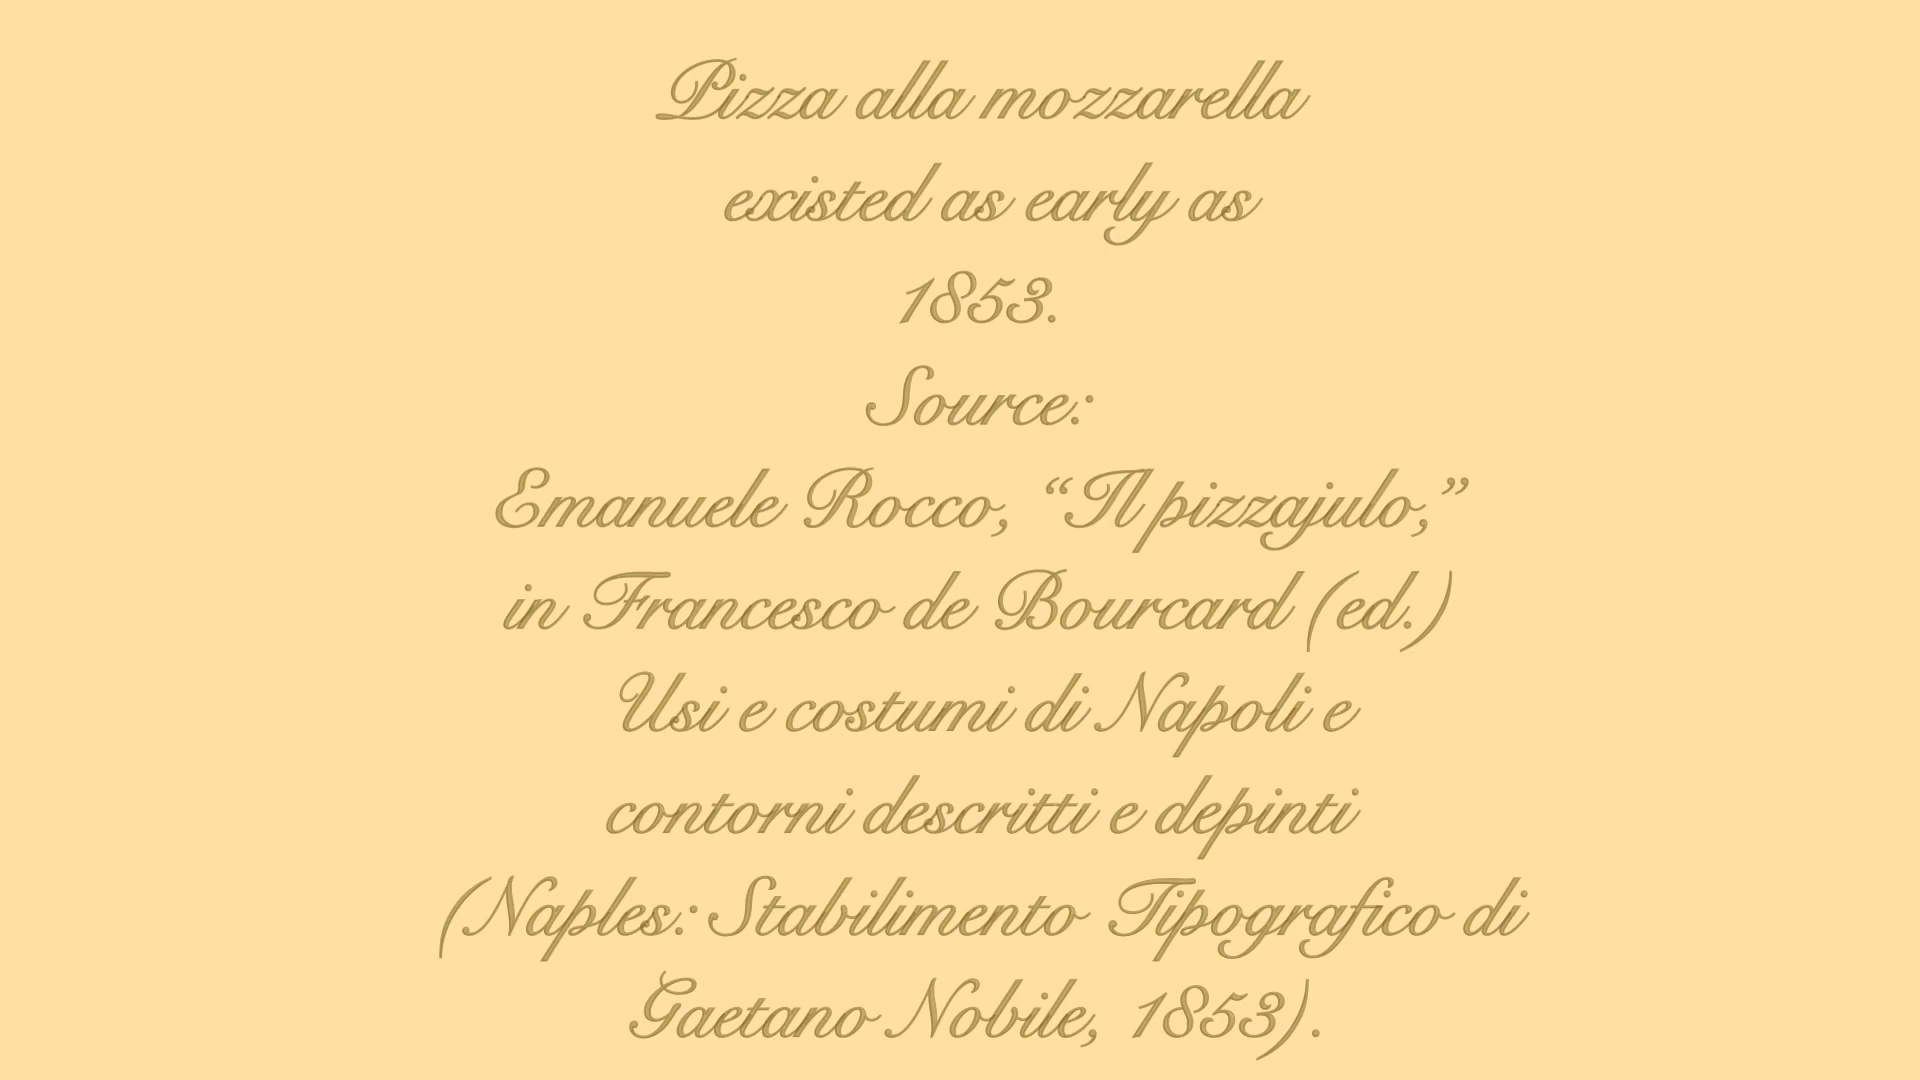 Pizza alla mozzarella
existed as early as
1853.
Source:
Emanuele Rocco, “Il pizzajulo,”
in Francesco de Bourcard (ed.)
Usi e costumi di Napoli e
contorni descritti e depinti
(Naples: Stabilimento Tipografico di
Gaetano Nobile, 1853).